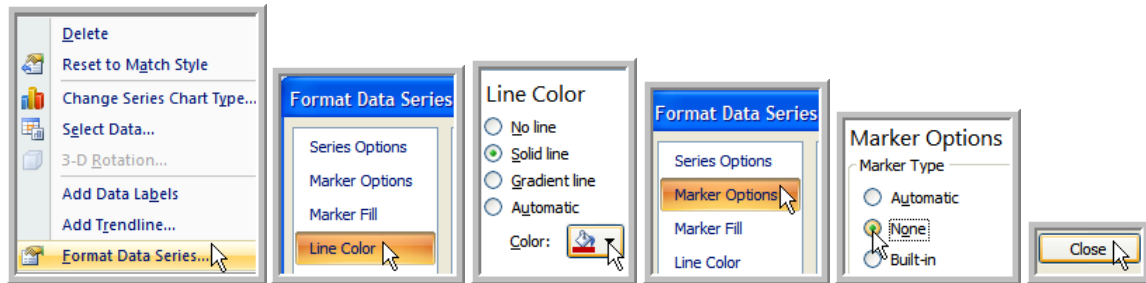 Delete
Reset to Match Style
Change Series Chart Type...
Select Data...
3-D Rotation...
Add Data Labels
Add Trendline...
Format Data Series...
Format Data Series
Series Options
Marker Options
Marker Fill
Line Color
Line Color
No line
Solid line
Gradient line
Automatic
Color:
Format Data Series
Series Options
Marker Options
Marker Fill
Line Color
Marker Options
Marker Type
Automatic
None
Built-in
Close